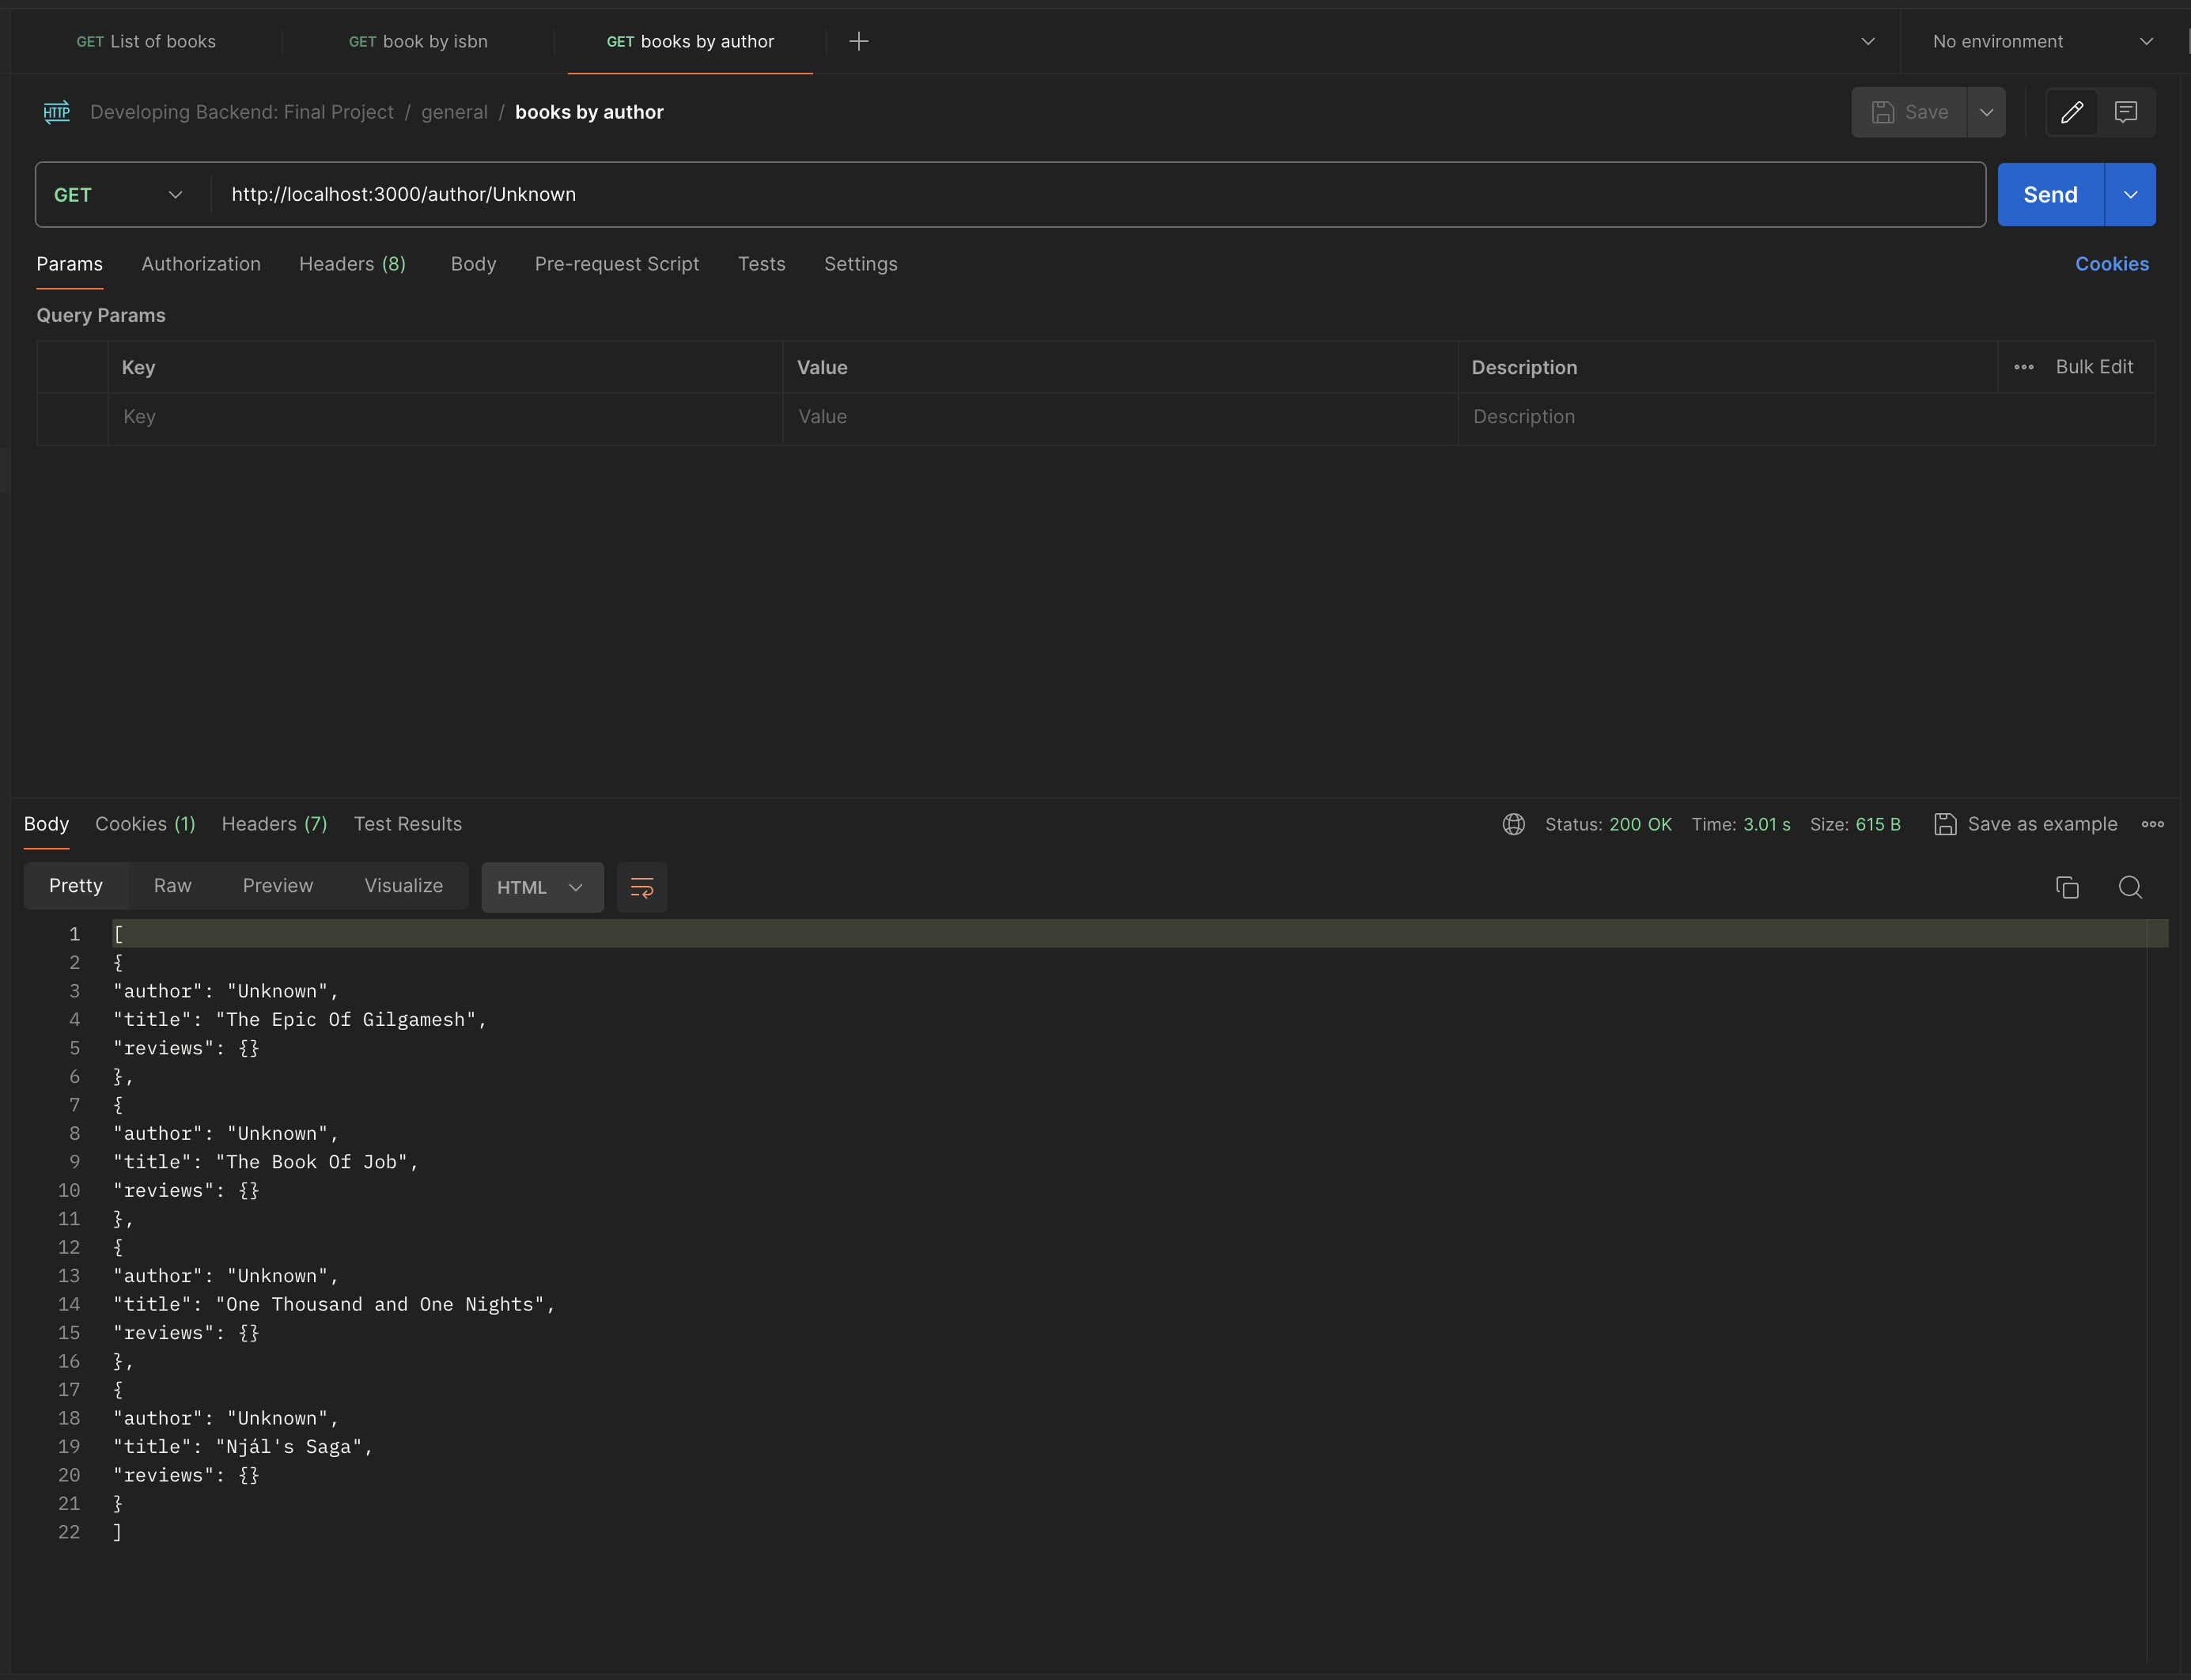 GET List of books GET book by isbn GET books by author No environment
HTTP Developing Backend: Final Project / general / books by author Save
GET http://localhost:3000/author/Unknown Send
Params Authorization Headers (8) Body Pre-request Script Tests Settings Cookies
Query Params
Key Value Description Bulk Edit
Key Value Description
Body Cookies (1) Headers (7) Test Results Status: 200 OK Time: 3.01 s Size: 615 B Save as example
Pretty Raw Preview Visualize HTML
1 [
2 {
3 "author": "Unknown",
4 "title": "The Epic Of Gilgamesh",
5 "reviews": {}
6 },
7 {
8 "author": "Unknown",
9 "title": "The Book Of Job",
10 "reviews": {}
11 },
12 {
13 "author": "Unknown",
14 "title": "One Thousand and One Nights",
15 "reviews": {}
16 },
17 {
18 "author": "Unknown",
19 "title": "Njál's Saga",
20 "reviews": {}
21 }
22 ]